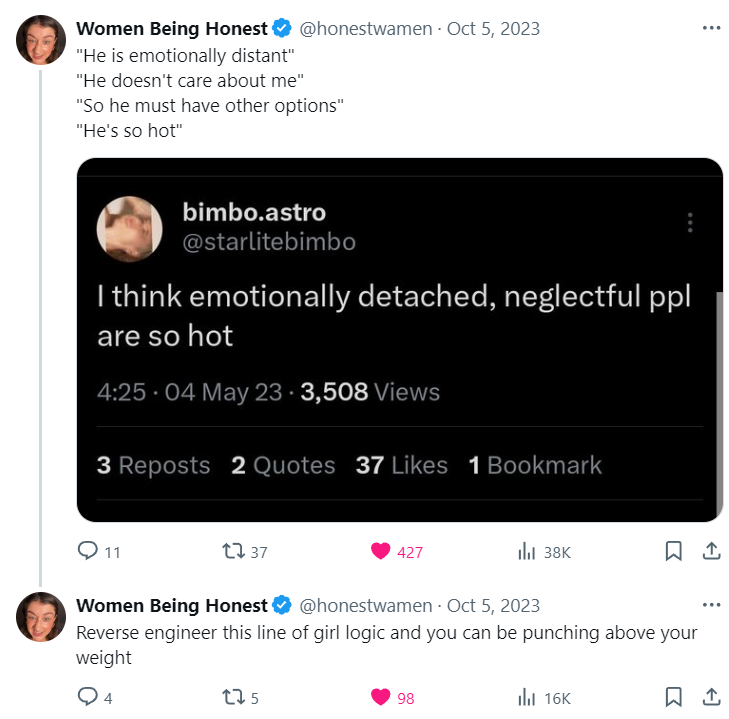 Women Being Honest @honestwamen · Oct 5, 2023
"He is emotionally distant"
"He doesn't care about me"
"So he must have other options"
"He's so hot"
bimbo.astro
@starlitebimbo
I think emotionally detached, neglectful ppl
are so hot
4:25 · 04 May 23 · 3,508 Views
3 Reposts 2 Quotes 37 Likes 1 Bookmark
11 37 427 38K
Women Being Honest @honestwamen · Oct 5, 2023
Reverse engineer this line of girl logic and you can be punching above your
weight
4 5 98 16K